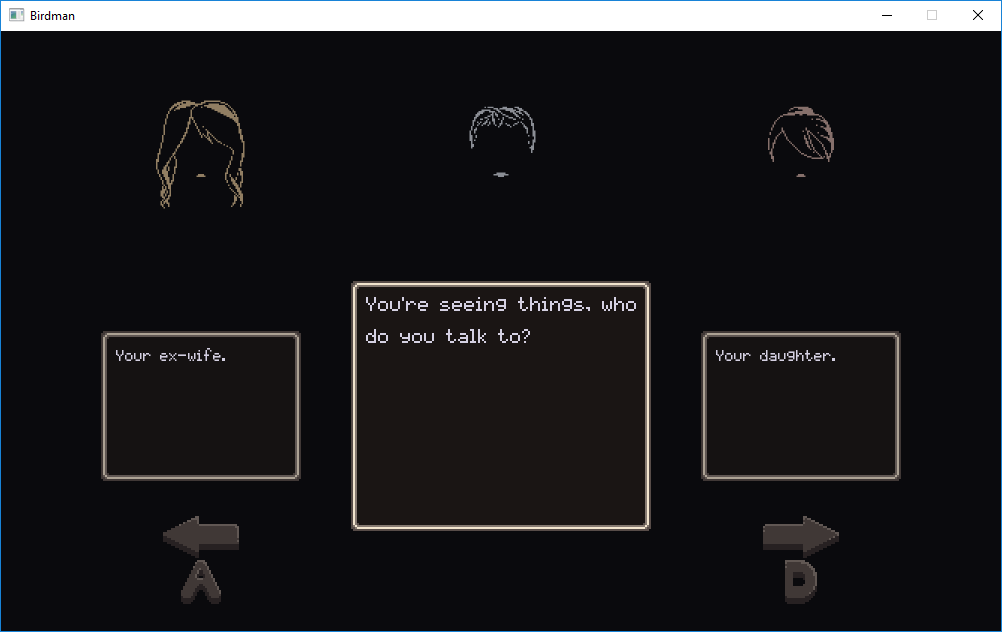 Birdman
You're seeing things, who
do you talk to?
Your ex-wife.
Your daughter.
A
D